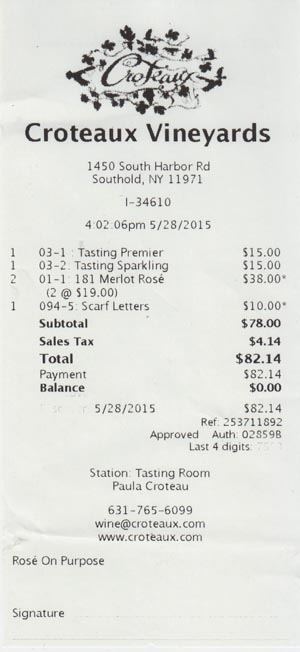 Croteaux
Croteaux Vineyards
1450 South Harbor Rd
Southold, NY 11971
I-34610
4:02:06pm 5/28/2015
1 03-1 : Tasting Premier $15.00
1 03-2: Tasting Sparkling $15.00
2 01-1: 181 Merlot Rosé $38.00*
(2 @ $19.00)
1 094-5: Scarf Letters $10.00*
Subtotal $78.00
Sales Tax $4.14
Total $82.14
Payment $82.14
Balance $0.00
5/28/2015 $82.14
Ref: 253711892
Approved Auth: 02859B
Last 4 digits:
Station: Tasting Room
Paula Croteau
631-765-6099
wine@croteaux.com
www.croteaux.com
Rosé On Purpose
Signature